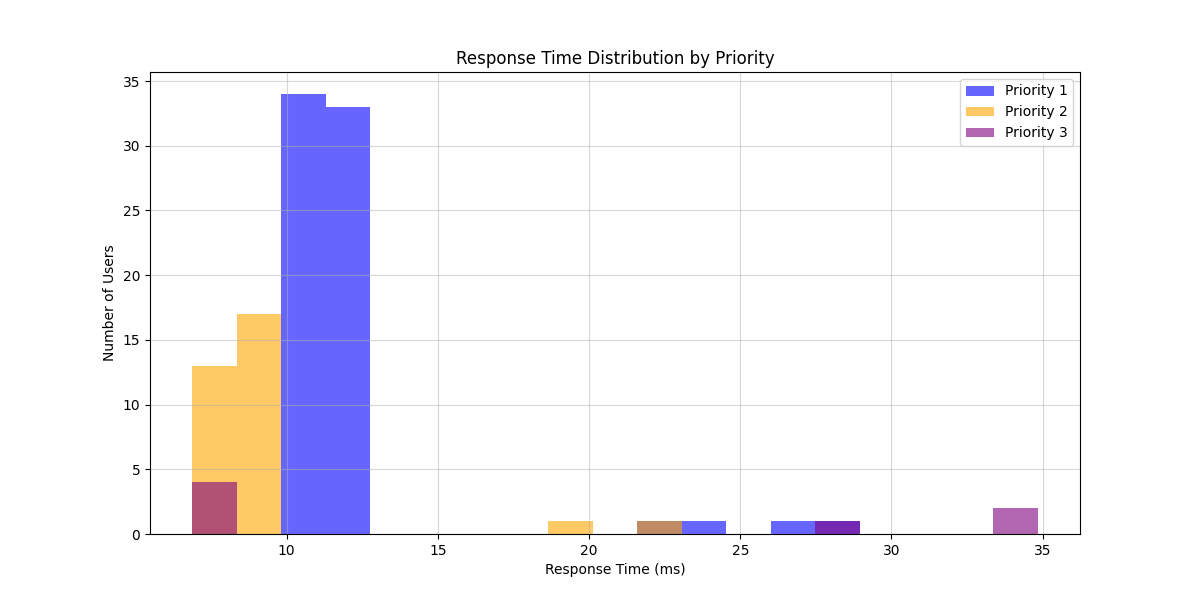 Response Time Distribution by Priority
35
30
25
20
15
10
5
0
Number of Users
Priority 1
Priority 2
Priority 3
10 15 20 25 30 35
Response Time (ms)